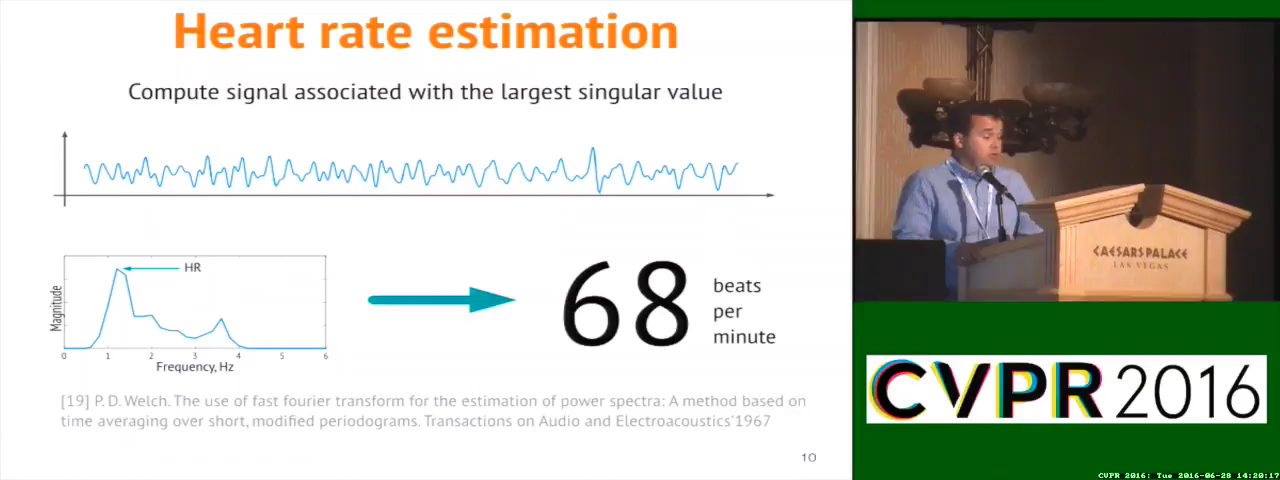 Heart rate estimation
Compute signal associated with the largest singular value
HR
Magnitude
0 1 2 3 4 5 6
Frequency, Hz
68
beats
per
minute
[19] P. D. Welch. The use of fast fourier transform for the estimation of power spectra: A method based on
time averaging over short, modified periodograms. Transactions on Audio and Electroacoustics'1967
10
CAESARS PALACE
LAS VEGAS
CVPR 2016
CVPR 2016: Tue 2016-06-28 14:20:17